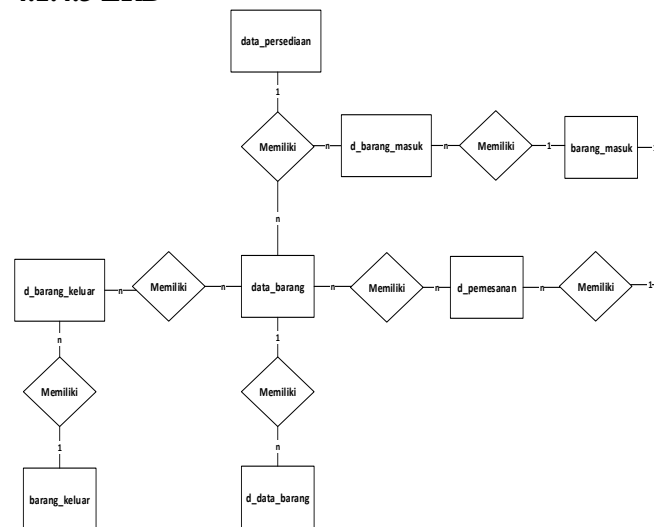 data_persediaan
1
Memiliki
n
d_barang_masuk
n
Memiliki
1
barang_masuk
1
n
d_barang_keluar
n
Memiliki
n
data_barang
n
Memiliki
n
d_pemesanan
n
Memiliki
1
n
1
Memiliki
Memiliki
1
n
barang_keluar
d_data_barang